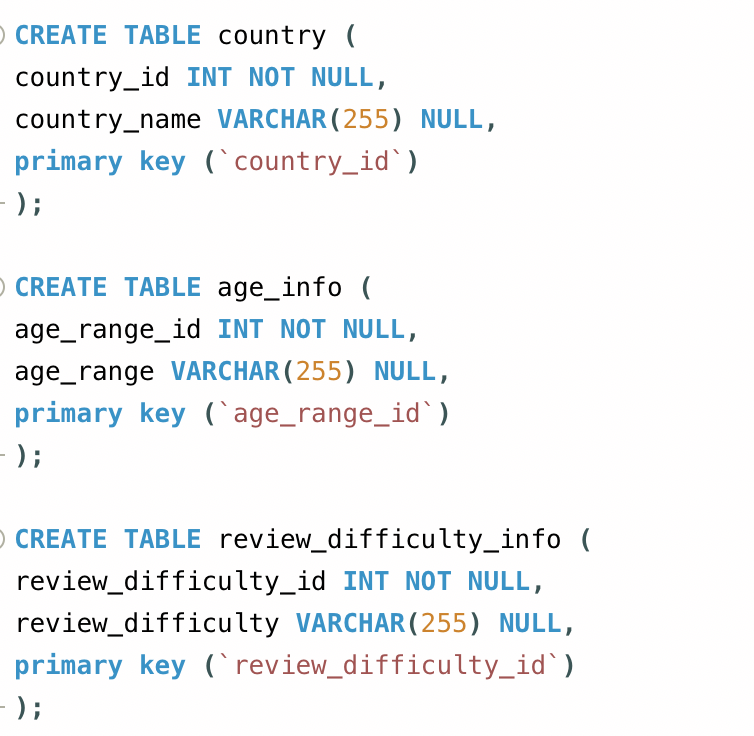 CREATE TABLE country (
country_id INT NOT NULL,
country_name VARCHAR(255) NULL,
primary key (`country_id`)
);
CREATE TABLE age_info (
age_range_id INT NOT NULL,
age_range VARCHAR(255) NULL,
primary key (`age_range_id`)
);
CREATE TABLE review_difficulty_info (
review_difficulty_id INT NOT NULL,
review_difficulty VARCHAR(255) NULL,
primary key (`review_difficulty_id`)
);